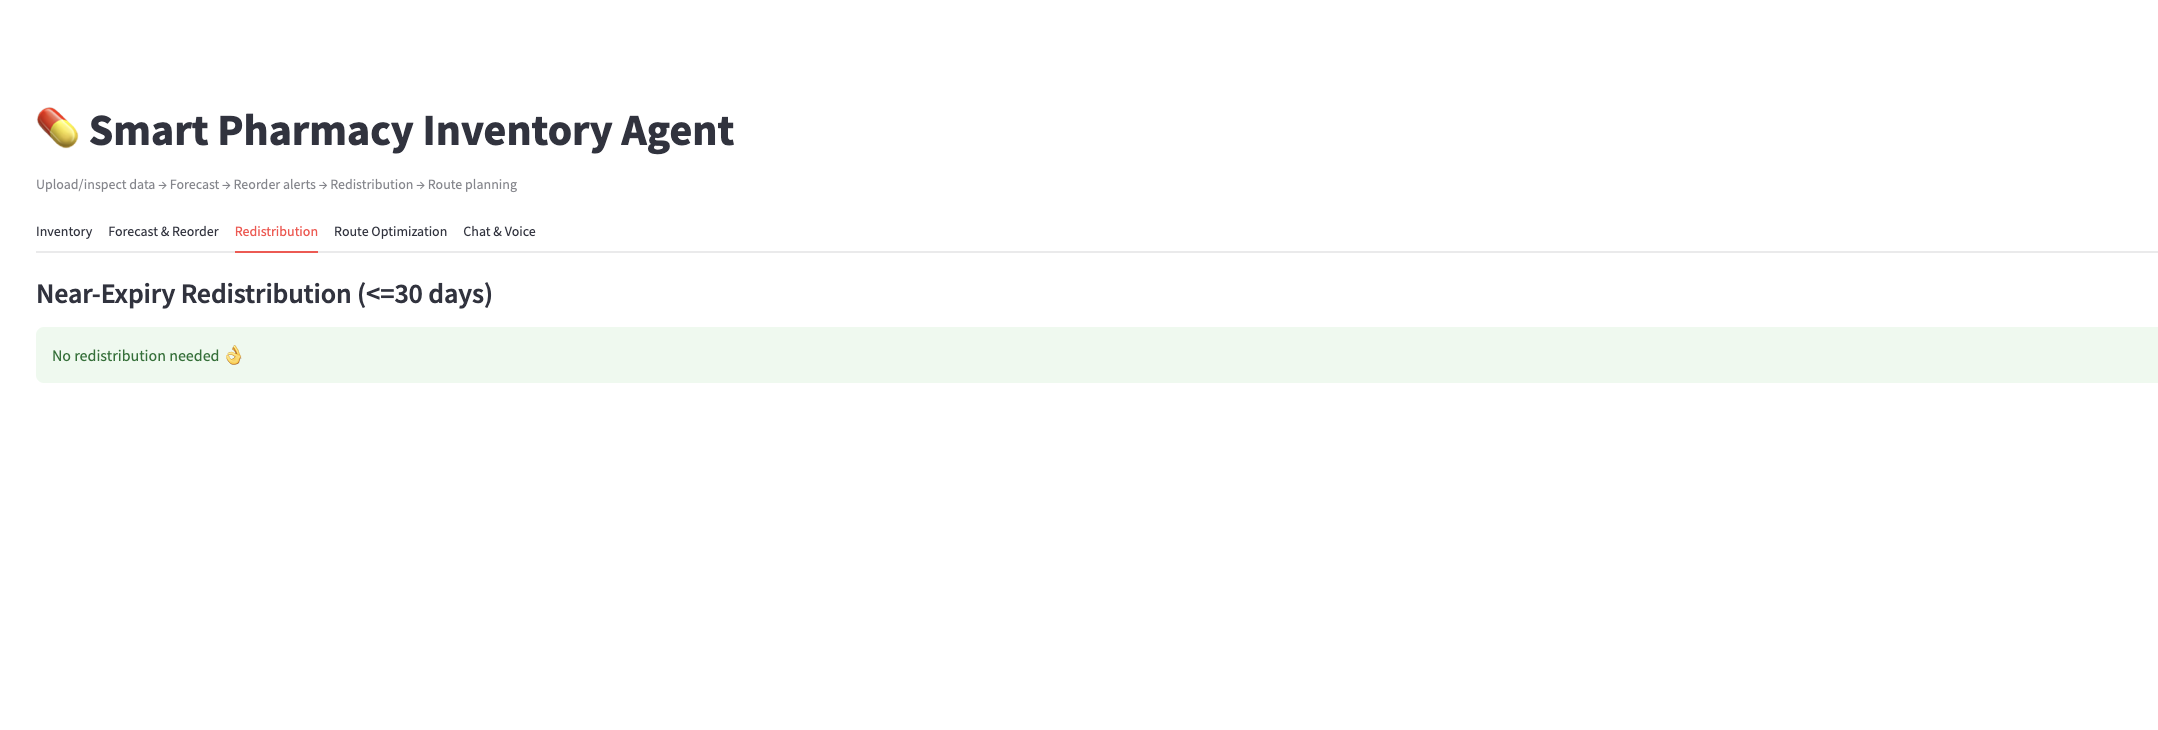 💊 Smart Pharmacy Inventory Agent
Upload/inspect data → Forecast → Reorder alerts → Redistribution → Route planning
Inventory Forecast & Reorder Redistribution Route Optimization Chat & Voice
Near-Expiry Redistribution (<=30 days)
No redistribution needed 👌